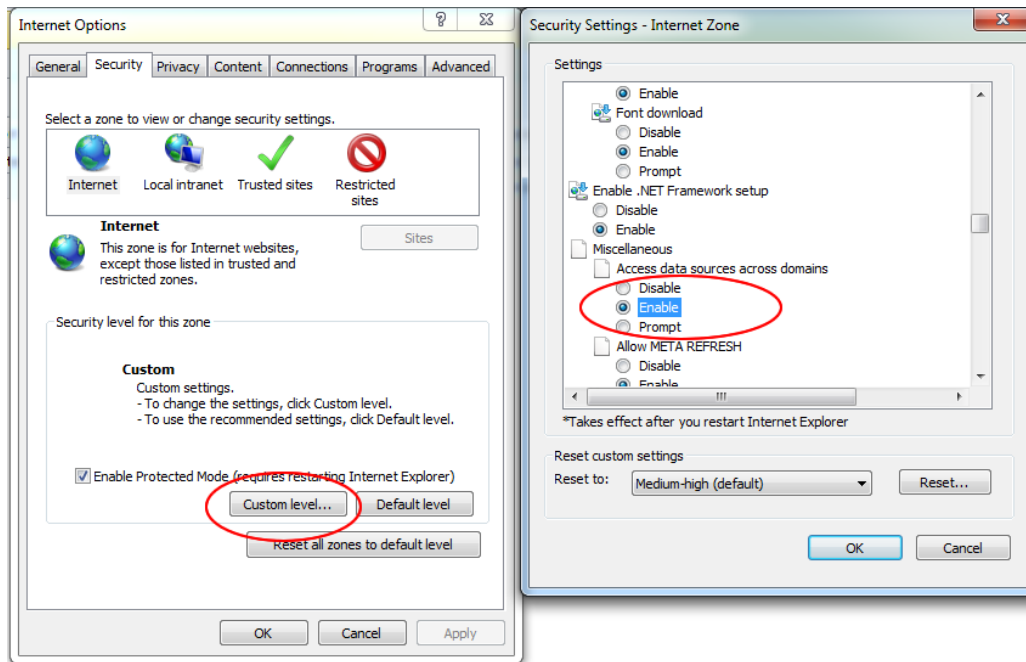 Internet Options
General Security Privacy Content Connections Programs Advanced
Select a zone to view or change security settings.
Internet Local intranet Trusted sites Restricted
sites
Internet
This zone is for Internet websites,
except those listed in trusted and
restricted zones.
Sites
Security level for this zone
Custom
Custom settings.
- To change the settings, click Custom level.
- To use the recommended settings, click Default level.
Enable Protected Mode (requires restarting Internet Explorer)
Custom level... Default level
Reset all zones to default level
OK Cancel Apply
Security Settings - Internet Zone
Settings
Enable
Font download
Disable
Enable
Prompt
Enable .NET Framework setup
Disable
Enable
Miscellaneous
Access data sources across domains
Disable
Enable
Prompt
Allow META REFRESH
Disable
Enable
*Takes effect after you restart Internet Explorer
Reset custom settings
Reset to: Medium-high (default) Reset...
OK Cancel